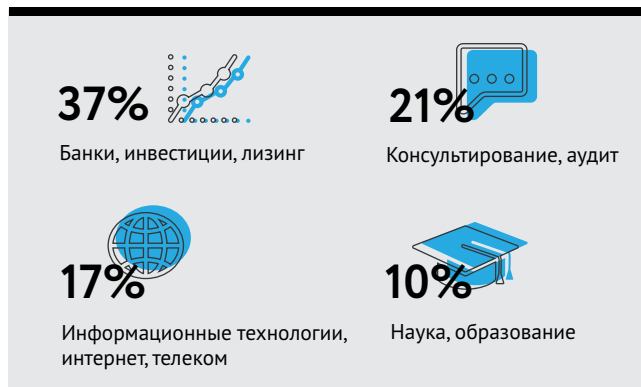 37%
Банки, инвестиции, лизинг
21%
Консультирование, аудит
17%
Информационные технологии,
интернет, телеком
10%
Наука, образование